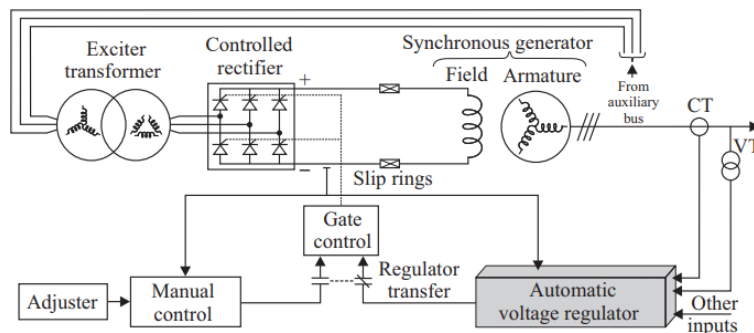 Exciter
transformer
Controlled
rectifier
+
−
Synchronous generator
Field
Armature
From
auxiliary
bus
CT
VT
Slip rings
Gate
control
Regulator
transfer
Adjuster
Manual
control
Automatic
voltage regulator
Other
inputs